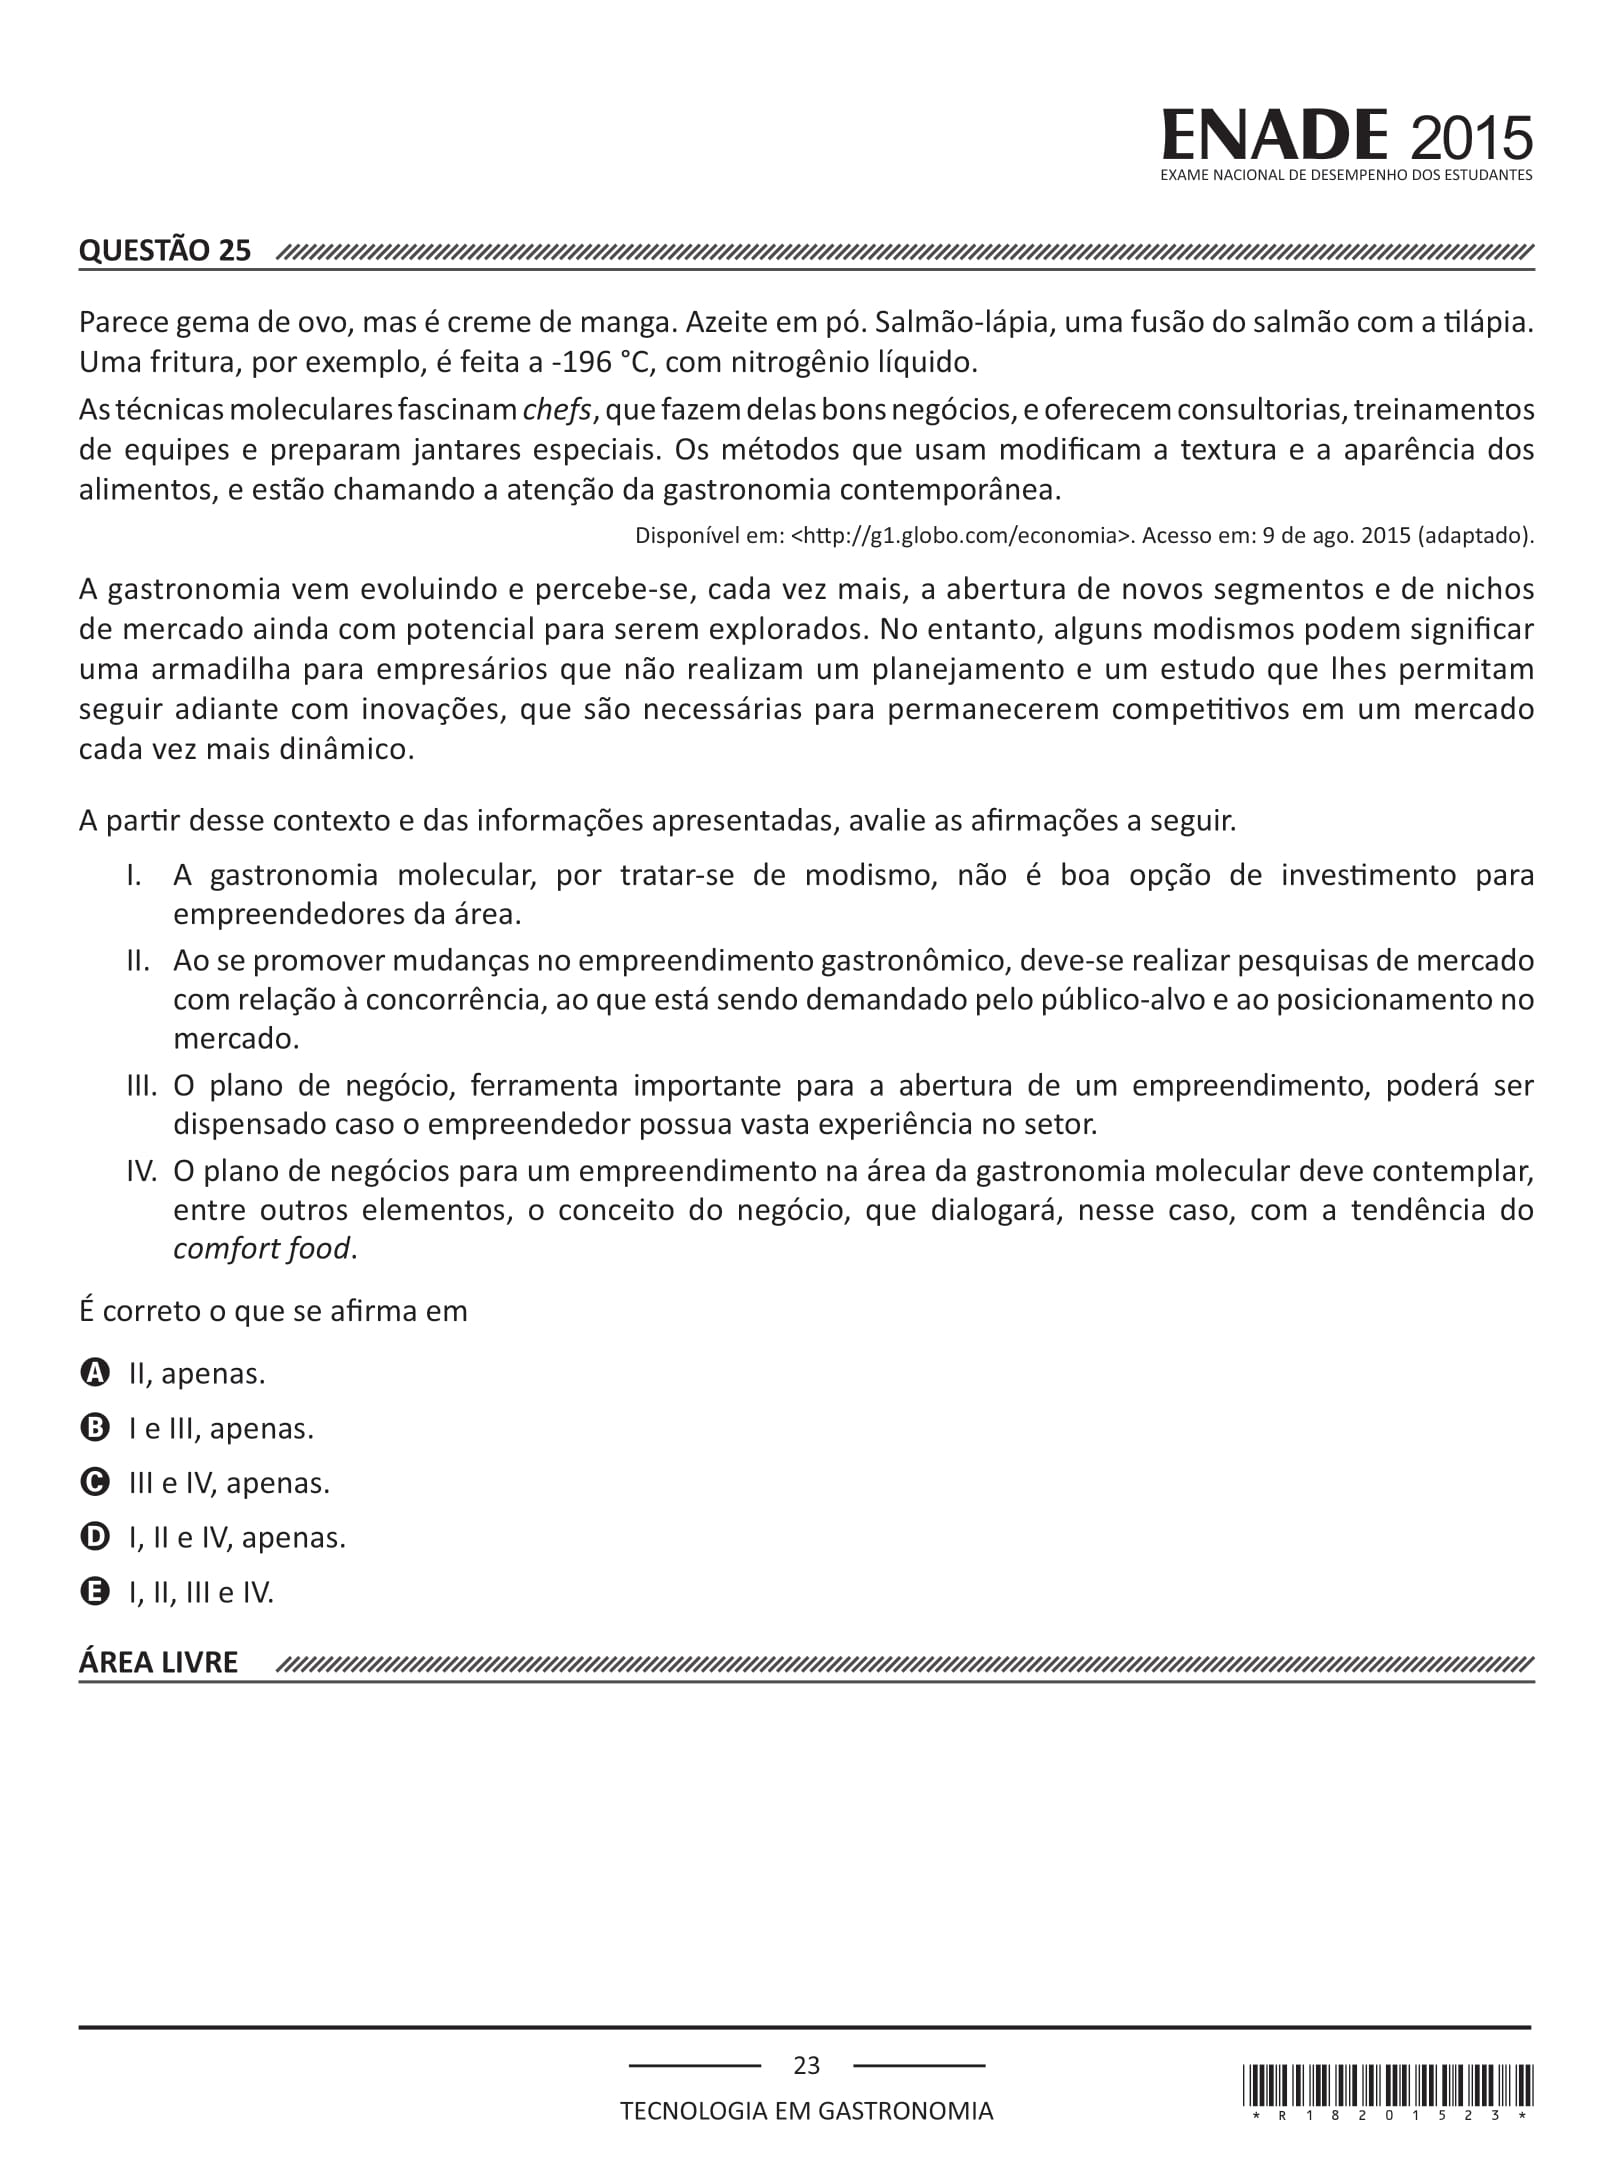 ENADE 2015
EXAME NACIONAL DE DESEMPENHO DOS ESTUDANTES
QUESTÃO 25
Parece gema de ovo, mas é creme de manga. Azeite em pó. Salmão-lápia, uma fusão do salmão com a tilápia.
Uma fritura, por exemplo, é feita a -196 °C, com nitrogênio líquido.
As técnicas moleculares fascinam chefs, que fazem delas bons negócios, e oferecem consultorias, treinamentos
de equipes e preparam jantares especiais. Os métodos que usam modificam a textura e a aparência dos
alimentos, e estão chamando a atenção da gastronomia contemporânea.
Disponível em: <http://g1.globo.com/economia>. Acesso em: 9 de ago. 2015 (adaptado).
A gastronomia vem evoluindo e percebe-se, cada vez mais, a abertura de novos segmentos e de nichos
de mercado ainda com potencial para serem explorados. No entanto, alguns modismos podem significar
uma armadilha para empresários que não realizam um planejamento e um estudo que lhes permitam
seguir adiante com inovações, que são necessárias para permanecerem competitivos em um mercado
cada vez mais dinâmico.
A partir desse contexto e das informações apresentadas, avalie as afirmações a seguir.
I. A gastronomia molecular, por tratar-se de modismo, não é boa opção de investimento para
empreendedores da área.
II. Ao se promover mudanças no empreendimento gastronômico, deve-se realizar pesquisas de mercado
com relação à concorrência, ao que está sendo demandado pelo público-alvo e ao posicionamento no
mercado.
III. O plano de negócio, ferramenta importante para a abertura de um empreendimento, poderá ser
dispensado caso o empreendedor possua vasta experiência no setor.
IV. O plano de negócios para um empreendimento na área da gastronomia molecular deve contemplar,
entre outros elementos, o conceito do negócio, que dialogará, nesse caso, com a tendência do
comfort food.
É correto o que se afirma em
A II, apenas.
B I e III, apenas.
C III e IV, apenas.
D I, II e IV, apenas.
E I, II, III e IV.
ÁREA LIVRE
23
TECNOLOGIA EM GASTRONOMIA
* R 1 8 2 0 1 5 2 3 *